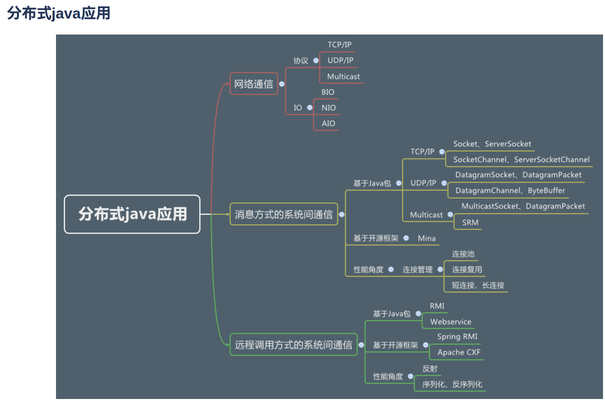 分布式java应用
分布式java应用
网络通信
协议
TCP/IP
UDP/IP
Multicast
IO
BIO
NIO
AIO
消息方式的系统间通信
基于Java包
TCP/IP
Socket、ServerSocket
SocketChannel、ServerSocketChannel
UDP/IP
DatagramSocket、DatagramPacket
DatagramChannel、ByteBuffer
Multicast
MulticastSocket、DatagramPacket
SRM
基于开源框架
Mina
性能角度
连接管理
连接池
连接复用
短连接、长连接
远程调用方式的系统间通信
基于Java包
RMI
Webservice
基于开源框架
Spring RMI
Apache CXF
性能角度
反射
序列化、反序列化